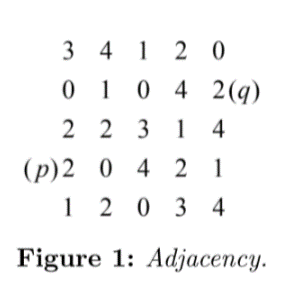 3 4 1 2 0
0 1 0 4 2(q)
2 2 3 1 4
(p)2 0 4 2 1
1 2 0 3 4
Figure 1: Adjacency.